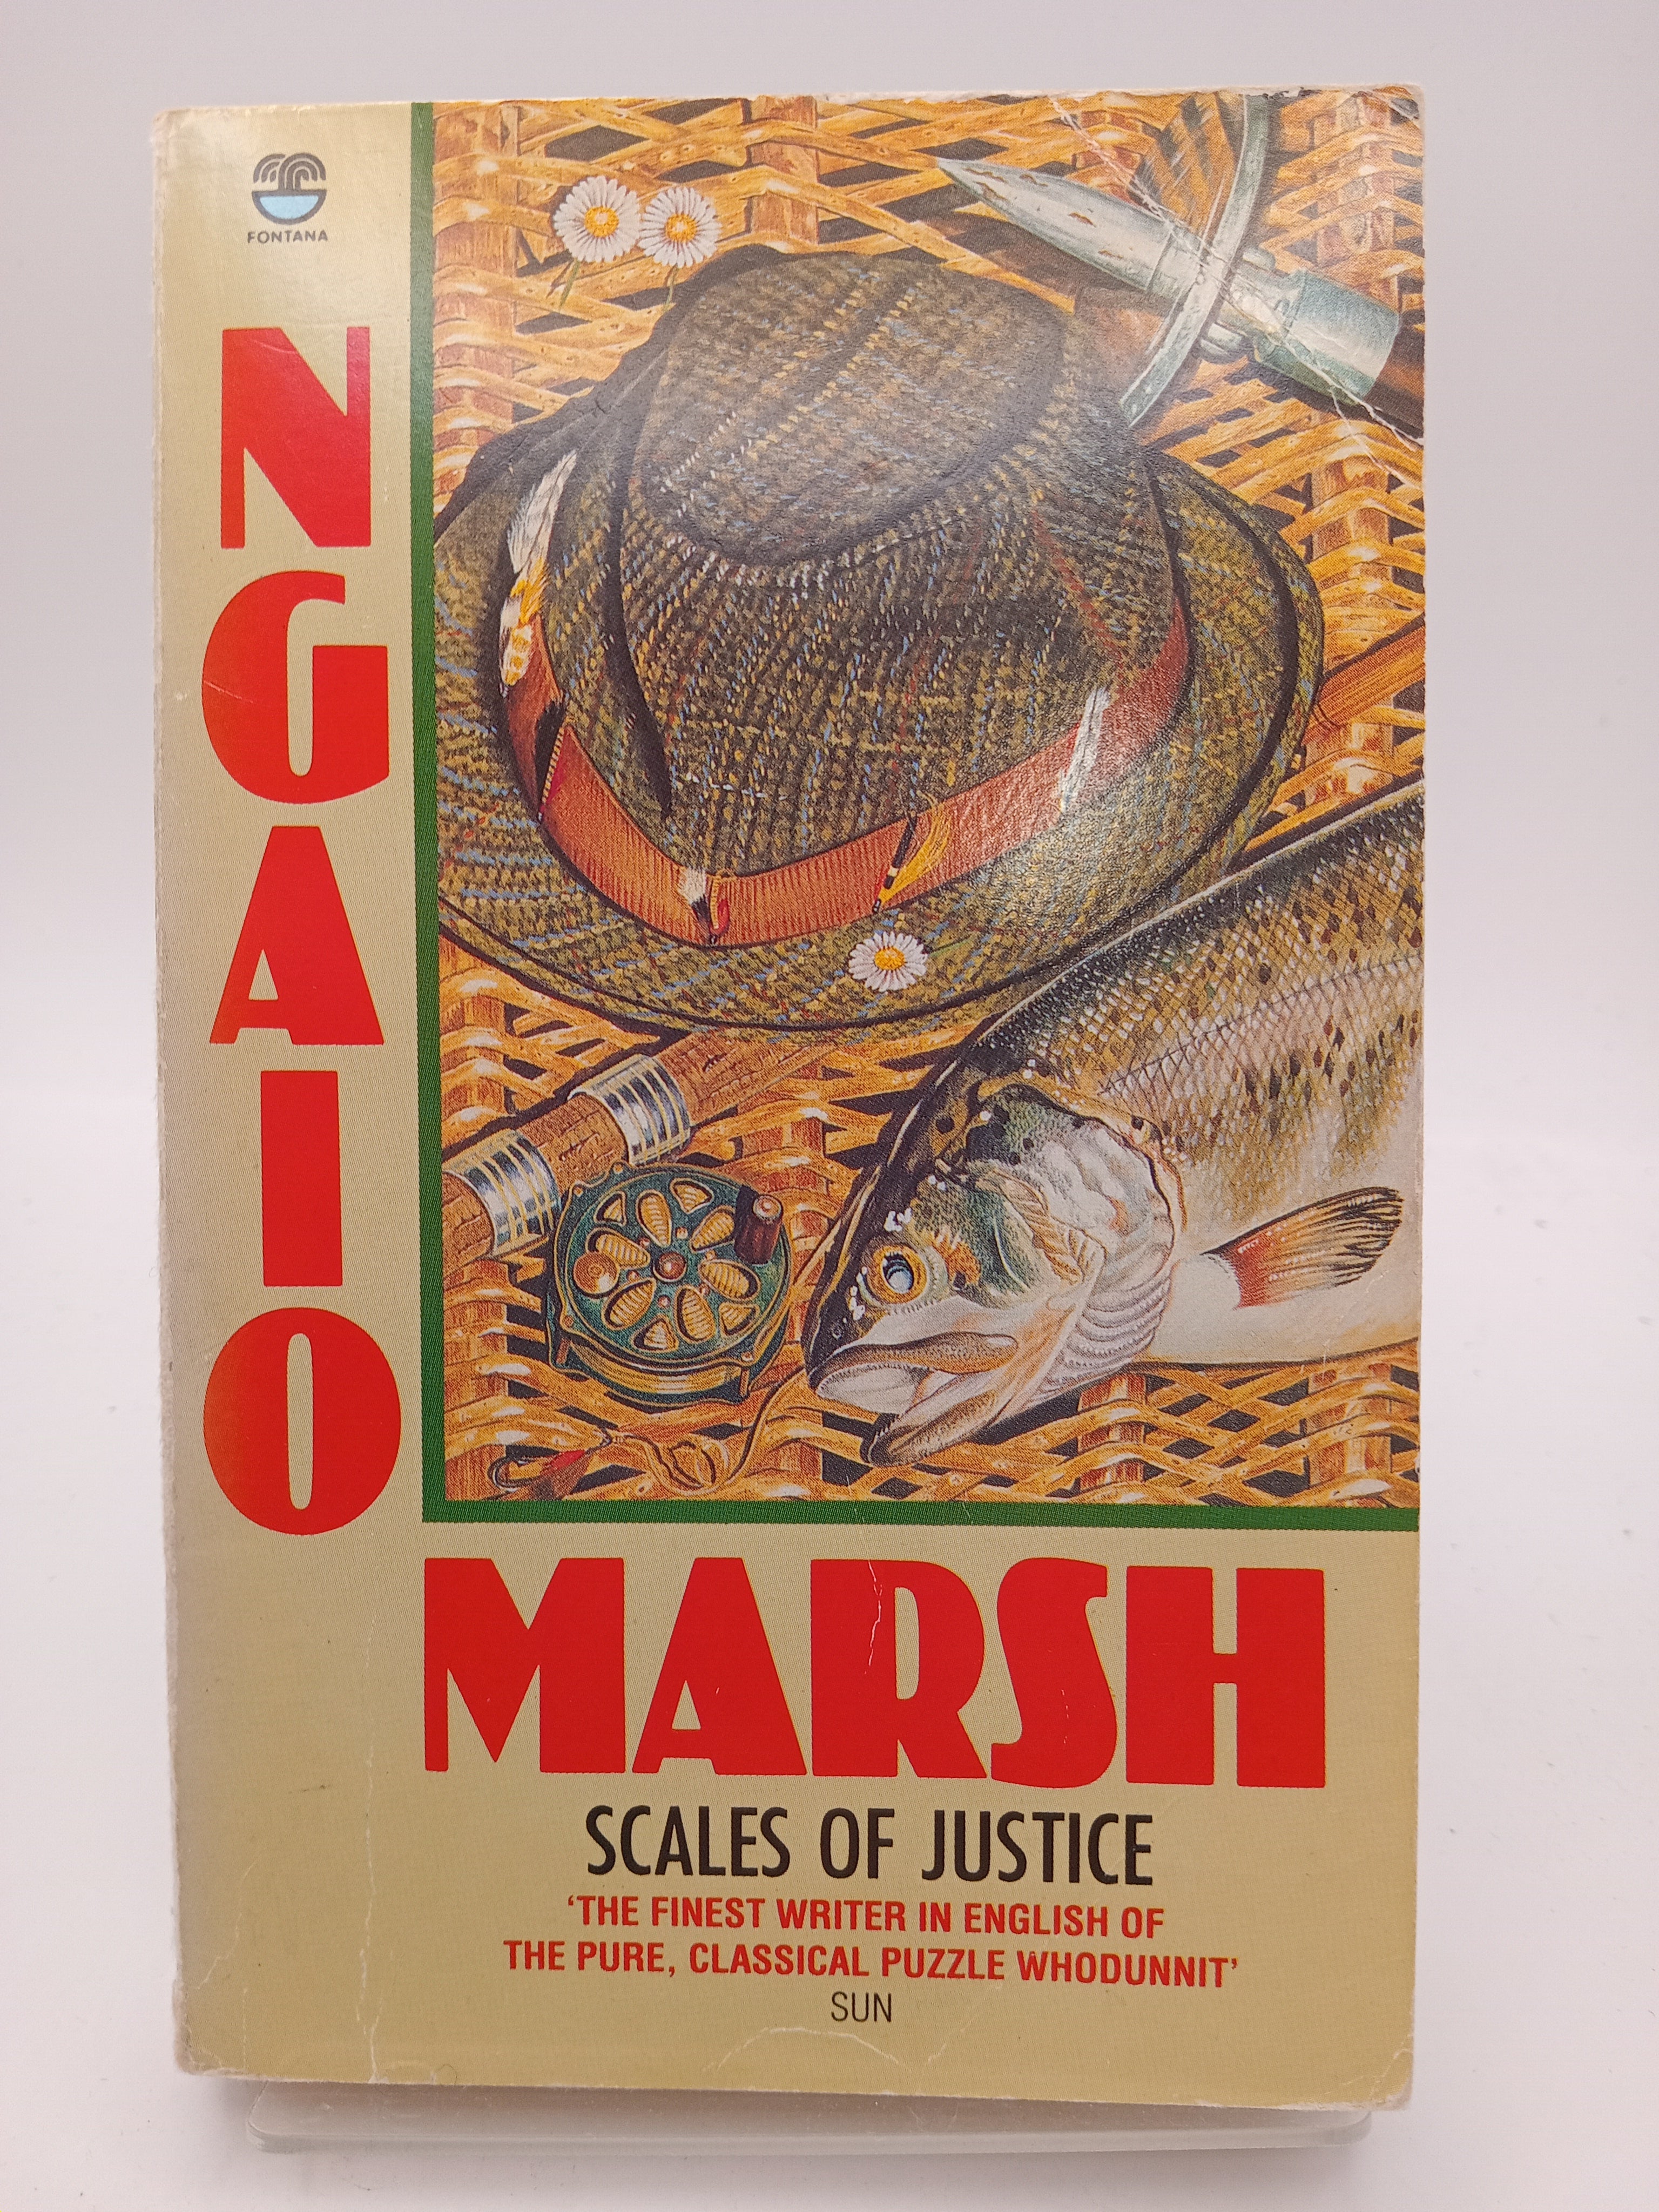 FONTANA
NGAIO
MARSH
SCALES OF JUSTICE
‘THE FINEST WRITER IN ENGLISH OF
THE PURE, CLASSICAL PUZZLE WHODUNNIT’
SUN